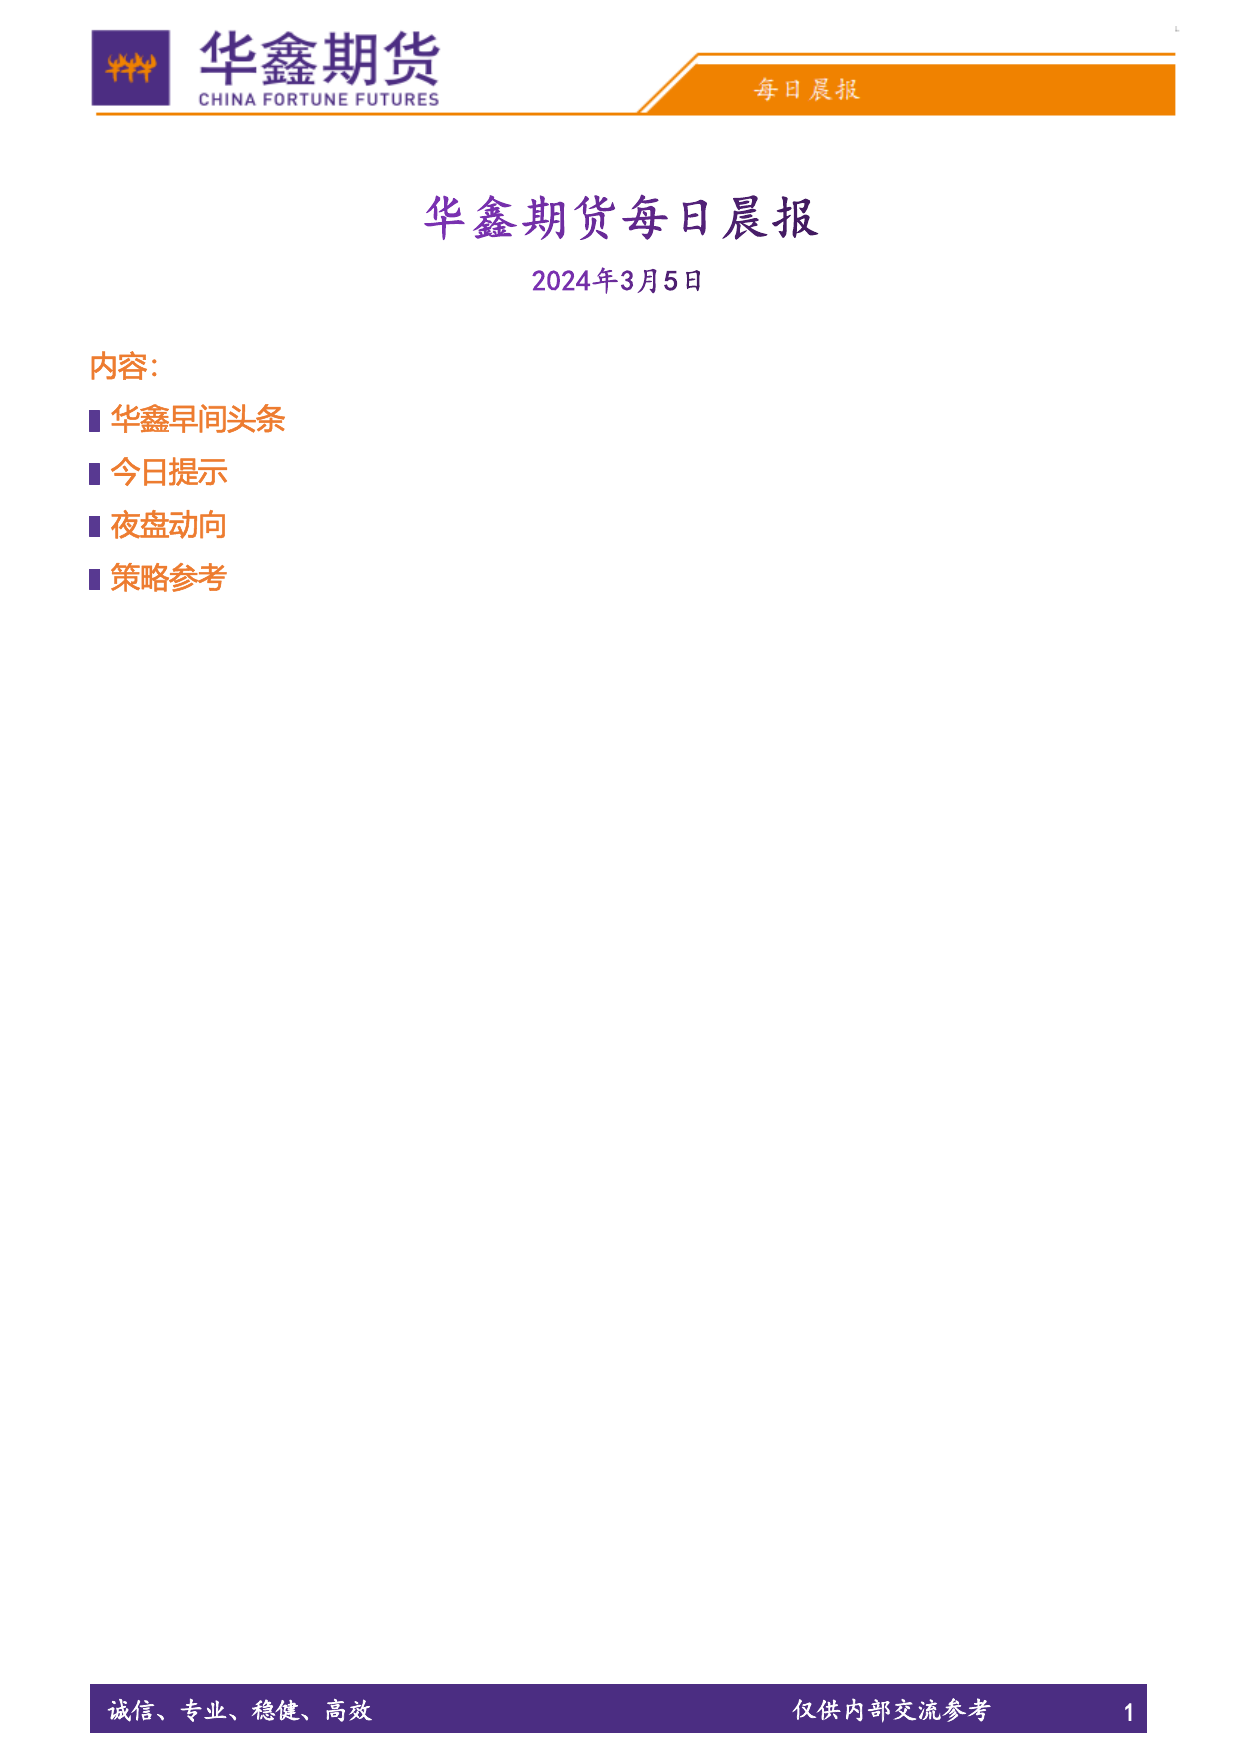 华鑫期货
CHINA FORTUNE FUTURES
每日晨报
华鑫期货每日晨报
2024年3月5日
内容：
华鑫早间头条
今日提示
夜盘动向
策略参考
诚信、专业、稳健、高效 仅供内部交流参考 1